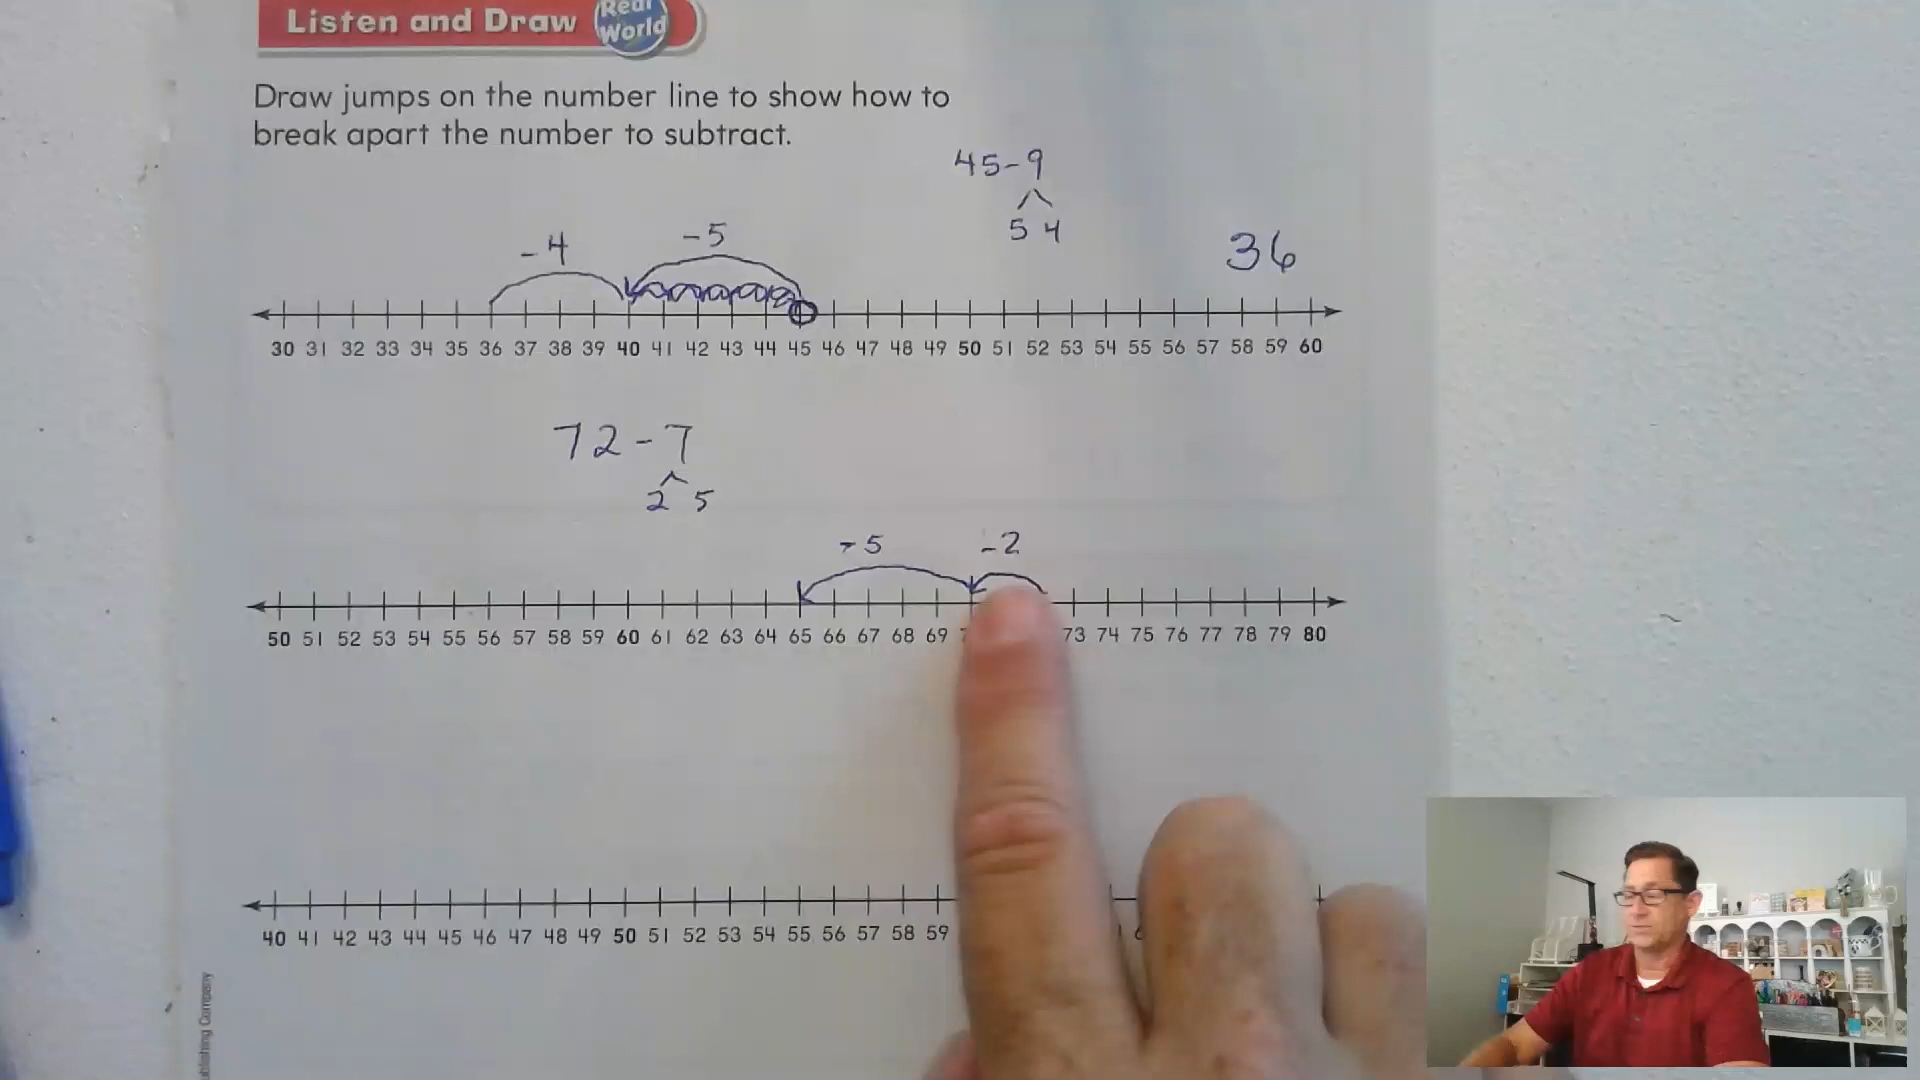 Listen and Draw Real World
Draw jumps on the number line to show how to
break apart the number to subtract.
45-9
5 4
-4 -5
36
30 31 32 33 34 35 36 37 38 39 40 41 42 43 44 45 46 47 48 49 50 51 52 53 54 55 56 57 58 59 60
72-7
2 5
-5 -2
50 51 52 53 54 55 56 57 58 59 60 61 62 63 64 65 66 67 68 69 73 74 75 76 77 78 79 80
40 41 42 43 44 45 46 47 48 49 50 51 52 53 54 55 56 57 58 59
Company